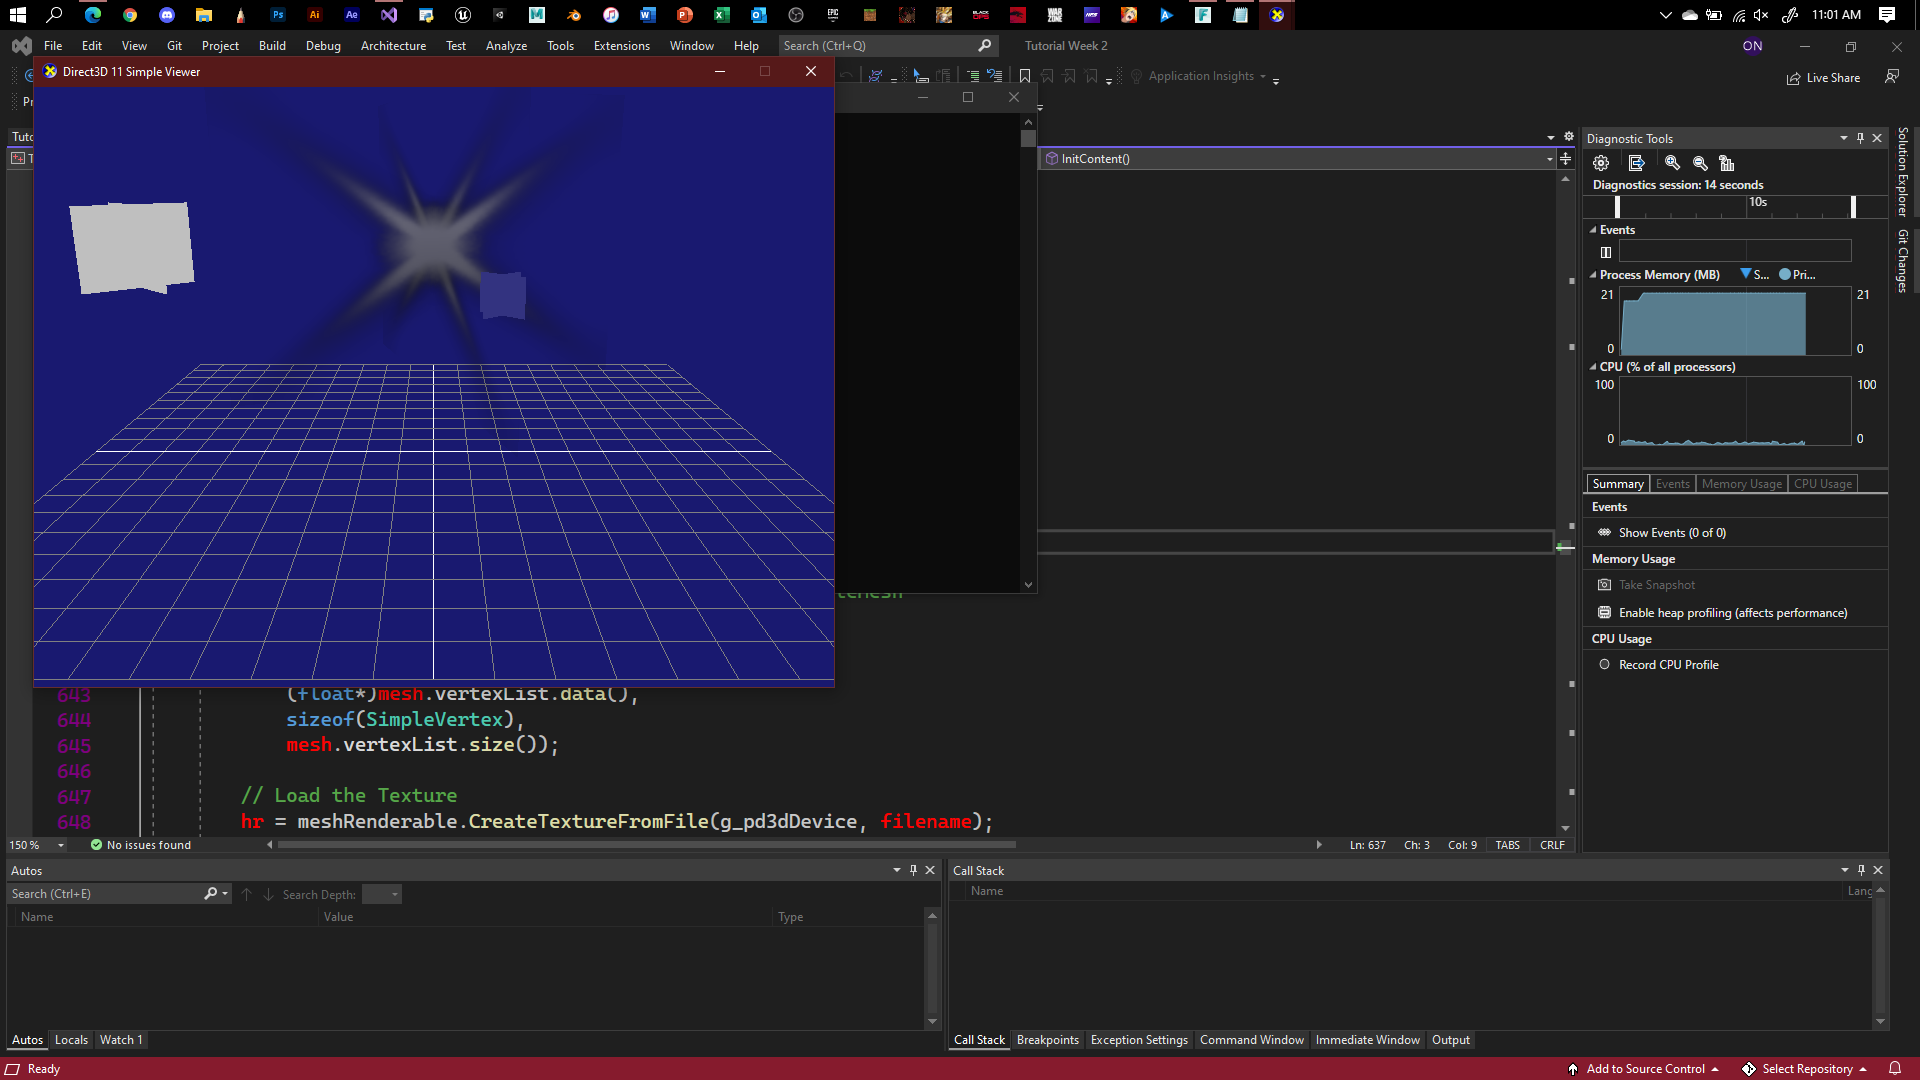 11:01 AM
File Edit View Git Project Build Debug Architecture Test Analyze Tools Extensions Window Help Search (Ctrl+Q) Tutorial Week 2 ON
Direct3D 11 Simple Viewer
Application Insights
Live Share
InitContent()
Diagnostic Tools
Diagnostics session: 14 seconds
10s
Events
Process Memory (MB) S... Pri...
21 21
0 0
CPU (% of all processors)
100 100
0 0
Summary Events Memory Usage CPU Usage
Events
Show Events (0 of 0)
Memory Usage
Take Snapshot
Enable heap profiling (affects performance)
CPU Usage
Record CPU Profile
Solution Explorer
Git Changes
643 (float*)mesh.vertexList.data(),
644 sizeof(SimpleVertex),
645 mesh.vertexList.size());
646
647 // Load the Texture
648 hr = meshRenderable.CreateTextureFromFile(g_pd3dDevice, filename);
150 % No issues found Ln: 637 Ch: 3 Col: 9 TABS CRLF
Autos
Search (Ctrl+E) Search Depth:
Name Value Type
Autos Locals Watch 1
Call Stack
Name Lang
Call Stack Breakpoints Exception Settings Command Window Immediate Window Output
Ready Add to Source Control Select Repository